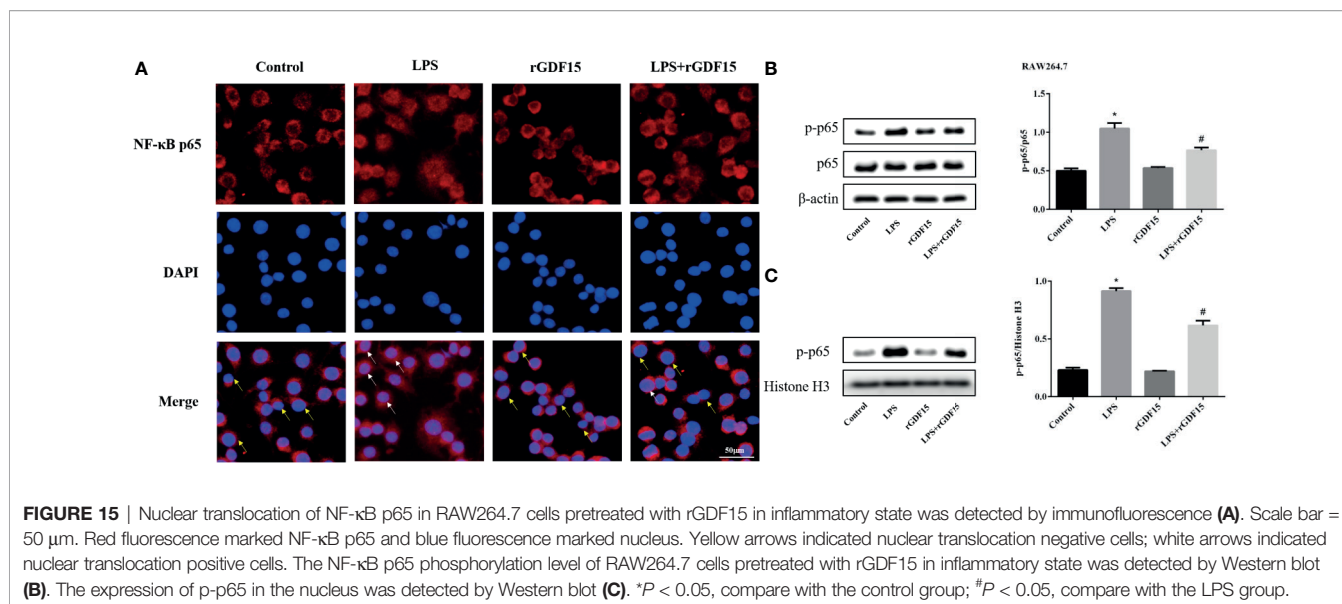 A
Control
LPS
rGDF15
LPS+rGDF15
NF-κB p65
DAPI
Merge
50μm
B
p-p65
p65
β-actin
Control
LPS
rGDF15
LPS+rGDF15
RAW264.7
p-p65/p65
1.5
1.0
0.5
0.0
*
#
Control
LPS
rGDF15
LPS+rGDF15
C
p-p65
Histone H3
Control
LPS
rGDF15
LPS+rGDF15
p-p65/Histone H3
1.0
0.5
0.0
*
#
Control
LPS
rGDF15
LPS+rGDF15
FIGURE 15 | Nuclear translocation of NF-κB p65 in RAW264.7 cells pretreated with rGDF15 in inflammatory state was detected by immunofluorescence (A). Scale bar =
50 μm. Red fluorescence marked NF-κB p65 and blue fluorescence marked nucleus. Yellow arrows indicated nuclear translocation negative cells; white arrows indicated
nuclear translocation positive cells. The NF-κB p65 phosphorylation level of RAW264.7 cells pretreated with rGDF15 in inflammatory state was detected by Western blot
(B). The expression of p-p65 in the nucleus was detected by Western blot (C). *P < 0.05, compare with the control group; #P < 0.05, compare with the LPS group.